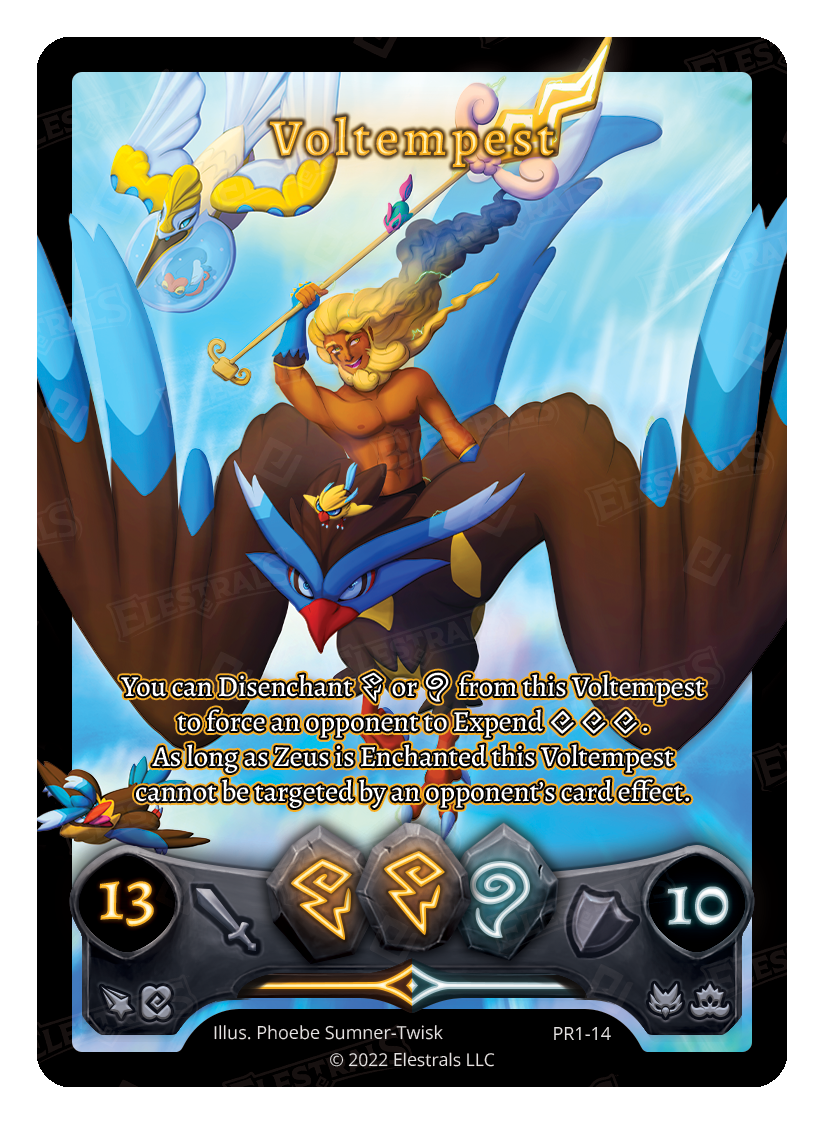 Voltempest
You can Disenchant or from this Voltempest
to force an opponent to Expend .
As long as Zeus is Enchanted this Voltempest
cannot be targeted by an opponent's card effect.
13
10
Illus. Phoebe Sumner-Twisk
PR1-14
© 2022 Elestrals LLC
ELESTRALS